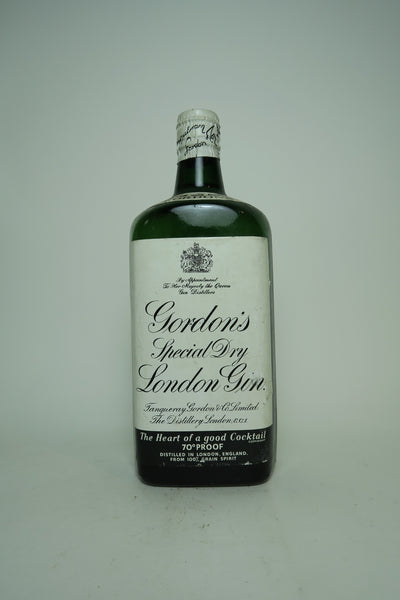 London
By Appointment
To Her Majesty the Queen
Gin Distillers
Gordon's
Special Dry
London Gin.
Tanqueray Gordon & Co. Limited.
The Distillery London, E.C.1
The Heart of a good Cocktail
70° PROOF
DISTILLED IN LONDON, ENGLAND.
FROM 100% GRAIN SPIRIT